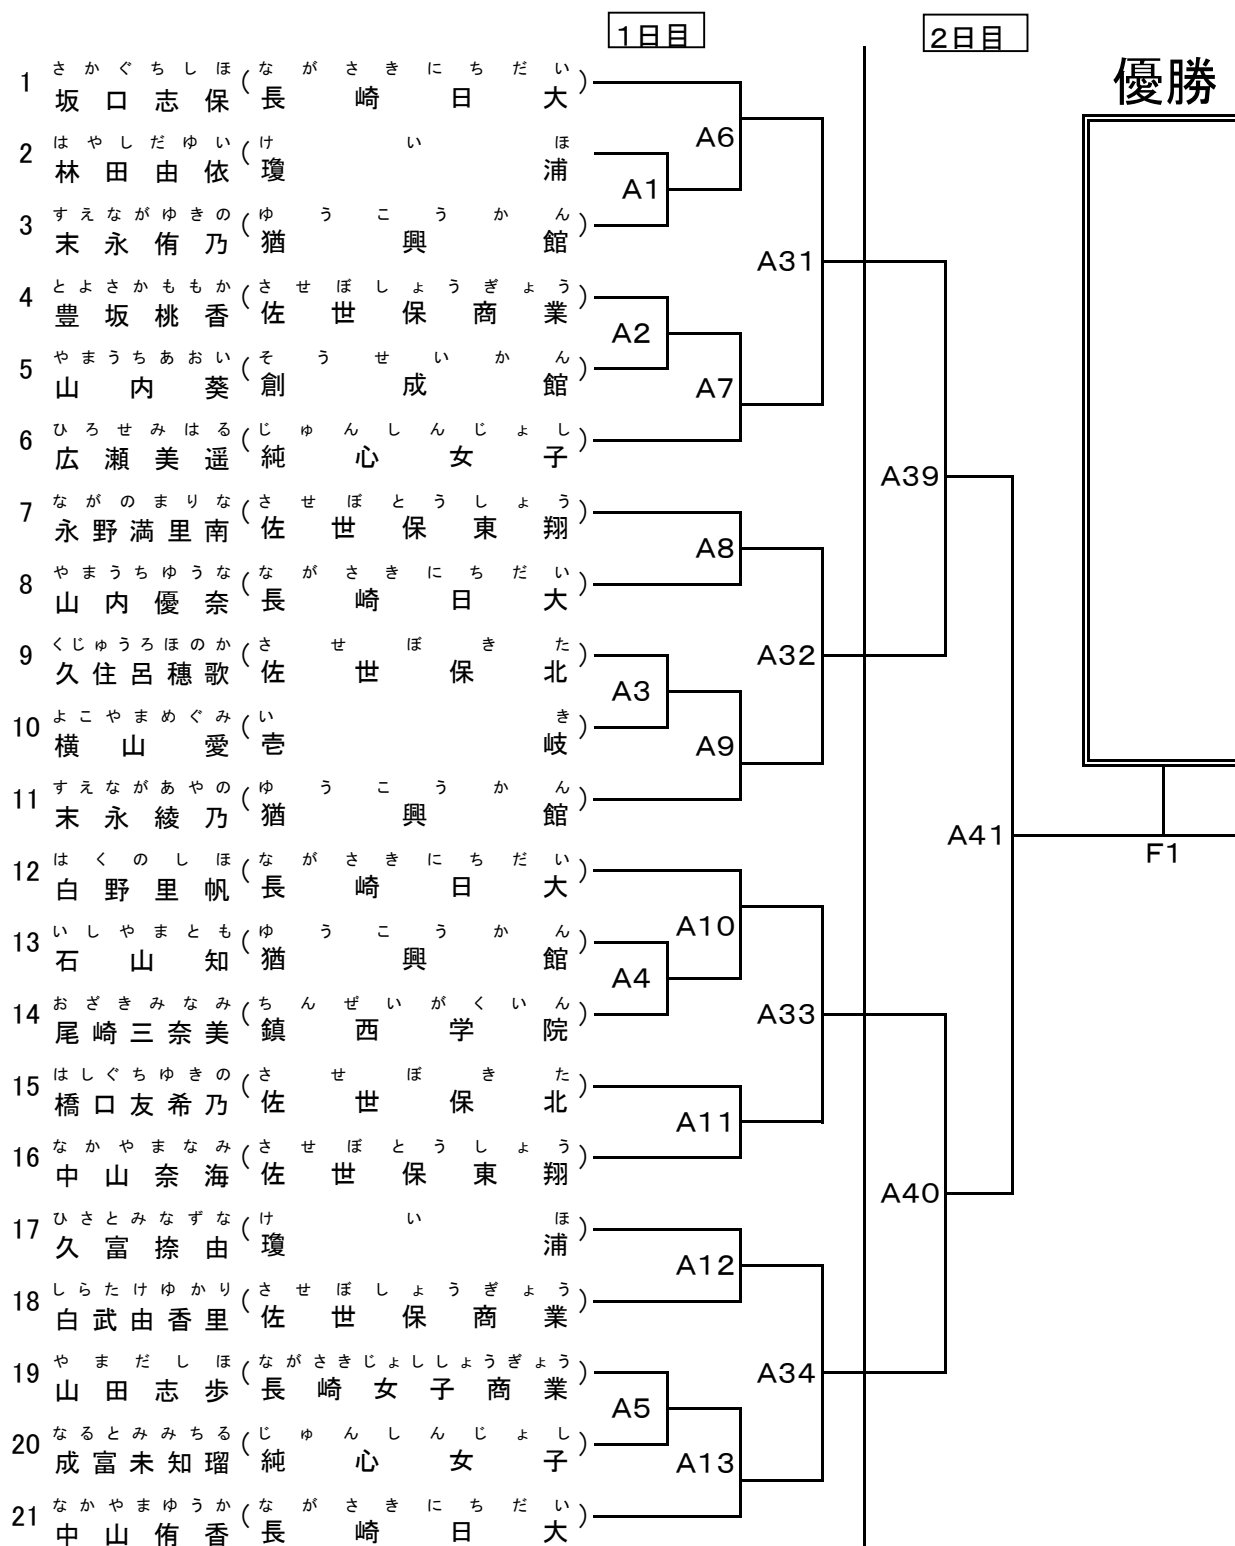 1日目
2日目
優勝
さかぐちしほ ながさきにちだい
1 坂口志保 (長崎日大)
A6
はやしだゆい けいほ
2 林田由依 (瓊浦)
A1
すえながゆきの ゆうこうかん
3 末永侑乃 (猶興館)
A31
とよさかももか させぼしょうぎょう
4 豊坂桃香 (佐世保商業)
A2
やまうちあおい そうせいかん
5 山内葵 (創成館)
A7
ひろせみはる じゅんしんじょし
6 広瀬美遥 (純心女子)
A39
ながのまりな させぼとうしょう
7 永野満里南 (佐世保東翔)
A8
やまうちゆうな ながさきにちだい
8 山内優奈 (長崎日大)
くじゅうろほのか させぼきた
9 久住呂穂歌 (佐世保北)
A32
A3
よこやまめぐみ いき
10 横山愛 (壱岐)
A9
すえながあやの ゆうこうかん
11 末永綾乃 (猶興館)
A41
F1
はくのしほ ながさきにちだい
12 白野里帆 (長崎日大)
A10
いしやまとも ゆうこうかん
13 石山知 (猶興館)
A4
おざきみなみ ちんぜいがくいん
14 尾崎三奈美 (鎮西学院)
A33
はしぐちゆきの させぼきた
15 橋口友希乃 (佐世保北)
A11
なかやまなみ させぼとうしょう
16 中山奈海 (佐世保東翔)
A40
ひさとみなずな けいほ
17 久富捺由 (瓊浦)
A12
しらたけゆかり させぼしょうぎょう
18 白武由香里 (佐世保商業)
やまだしほ ながさきじょししょうぎょう
19 山田志歩 (長崎女子商業)
A34
A5
なるとみみちる じゅんしんじょし
20 成富未知瑠 (純心女子)
A13
なかやまゆうか ながさきにちだい
21 中山侑香 (長崎日大)